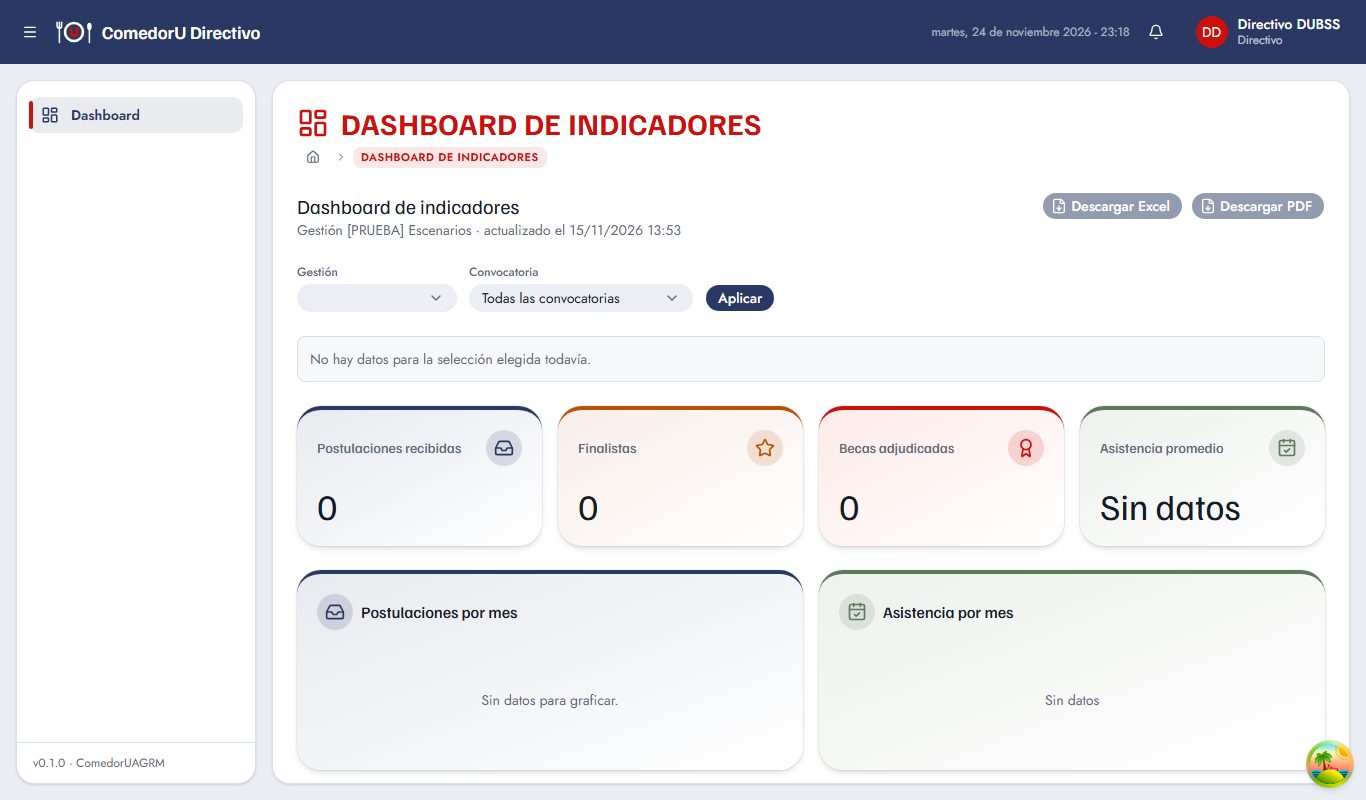 ComedorU Directivo
martes, 24 de noviembre 2026 - 23:18
DD
Directivo DUBSS
Directivo
Dashboard
DASHBOARD DE INDICADORES
DASHBOARD DE INDICADORES
Dashboard de indicadores
Gestión [PRUEBA] Escenarios · actualizado el 15/11/2026 13:53
Descargar Excel
Descargar PDF
Gestión
Convocatoria
Todas las convocatorias
Aplicar
No hay datos para la selección elegida todavía.
Postulaciones recibidas
0
Finalistas
0
Becas adjudicadas
0
Asistencia promedio
Sin datos
Postulaciones por mes
Sin datos para graficar.
Asistencia por mes
Sin datos
v0.1.0 · ComedorUAGRM